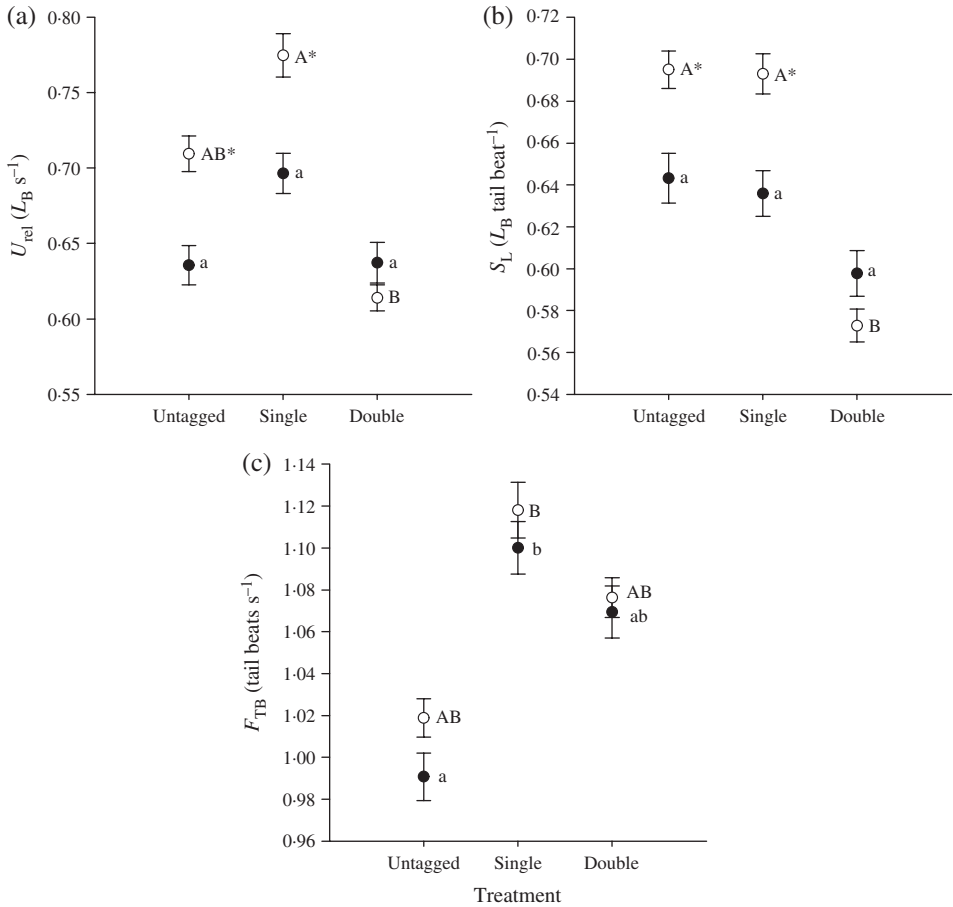 (a)
0·80
0·75
0·70
0·65
0·60
0·55
U_rel (L_B s⁻¹)
AB*
a
A*
a
a
B
Untagged Single Double
(b)
0·72
0·70
0·68
0·66
0·64
0·62
0·60
0·58
0·56
0·54
S_L (L_B tail beat⁻¹)
A*
a
A*
a
a
B
Untagged Single Double
(c)
1·14
1·12
1·10
1·08
1·06
1·04
1·02
1·00
0·98
0·96
F_TB (tail beats s⁻¹)
AB
a
B
b
AB
ab
Untagged Single Double
Treatment